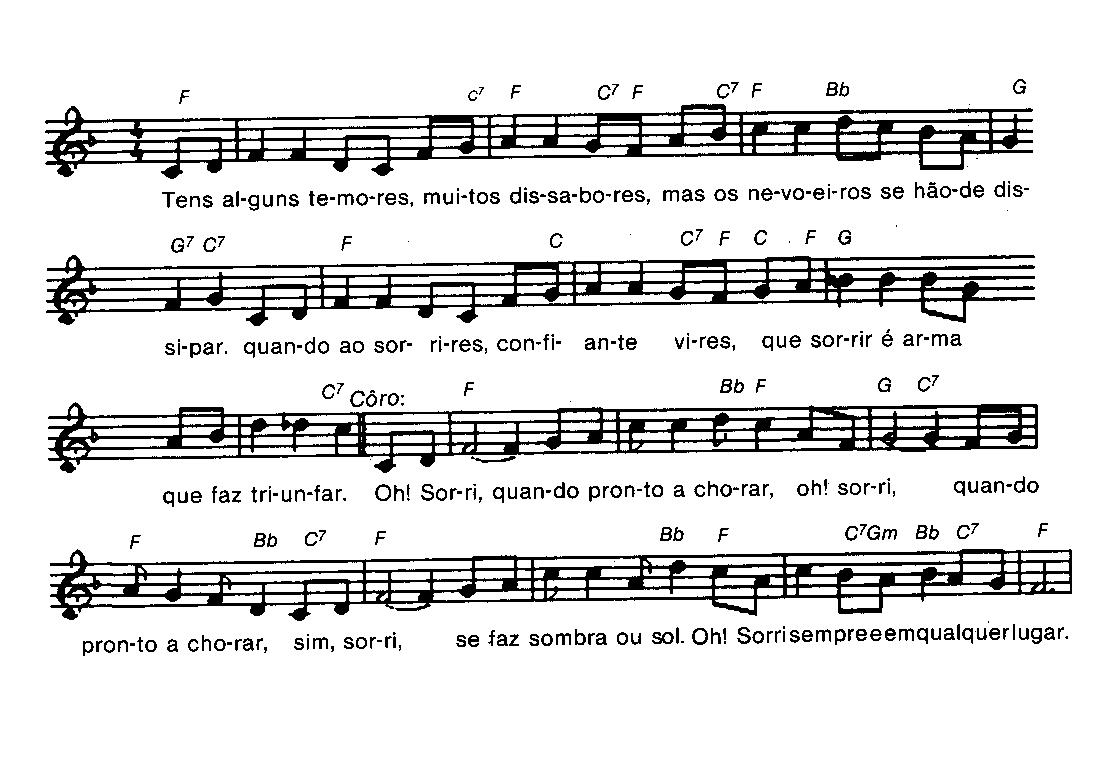 F C7 F C7 F C7 F Bb G
Tens al-guns te-mo-res, mui-tos dis-sa-bo-res, mas os ne-vo-ei-ros se hão-de dis-
G7 C7 F C C7 F C F G
si-par. quan-do ao sor- ri-res, con-fi- an-te vi-res, que sor-rir é ar-ma
C7 Côro: F Bb F G C7
que faz tri-un-far. Oh! Sor-ri, quan-do pron-to a cho-rar, oh! sor-ri, quan-do
F Bb C7 F Bb F C7Gm Bb C7 F
pron-to a cho-rar, sim, sor-ri, se faz sombra ou sol. Oh! Sorrisempreeemqualquerlugar.